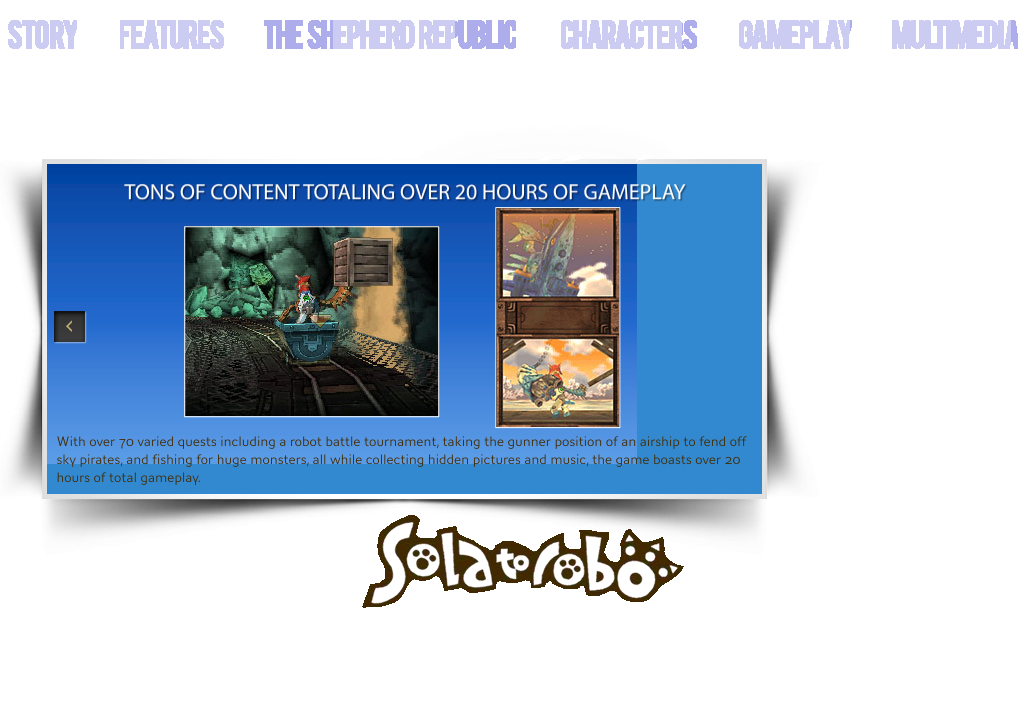 STORY FEATURES THE SHEPHERD REPUBLIC CHARACTERS GAMEPLAY MULTIMEDIA
TONS OF CONTENT TOTALING OVER 20 HOURS OF GAMEPLAY
With over 70 varied quests including a robot battle tournament, taking the gunner position of an airship to fend off
sky pirates, and fishing for huge monsters, all while collecting hidden pictures and music, the game boasts over 20
hours of total gameplay.
Solatorobo